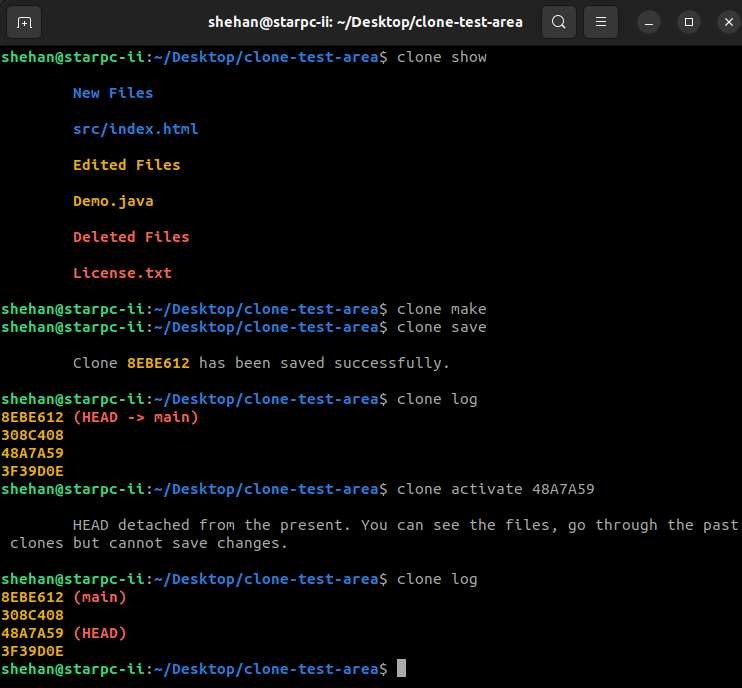 shehan@starpc-ii: ~/Desktop/clone-test-area
shehan@starpc-ii:~/Desktop/clone-test-area$ clone show
New Files
src/index.html
Edited Files
Demo.java
Deleted Files
License.txt
shehan@starpc-ii:~/Desktop/clone-test-area$ clone make
shehan@starpc-ii:~/Desktop/clone-test-area$ clone save
Clone 8EBE612 has been saved successfully.
shehan@starpc-ii:~/Desktop/clone-test-area$ clone log
8EBE612 (HEAD -> main)
308C408
48A7A59
3F39D0E
shehan@starpc-ii:~/Desktop/clone-test-area$ clone activate 48A7A59
HEAD detached from the present. You can see the files, go through the past
clones but cannot save changes.
shehan@starpc-ii:~/Desktop/clone-test-area$ clone log
8EBE612 (main)
308C408
48A7A59 (HEAD)
3F39D0E
shehan@starpc-ii:~/Desktop/clone-test-area$